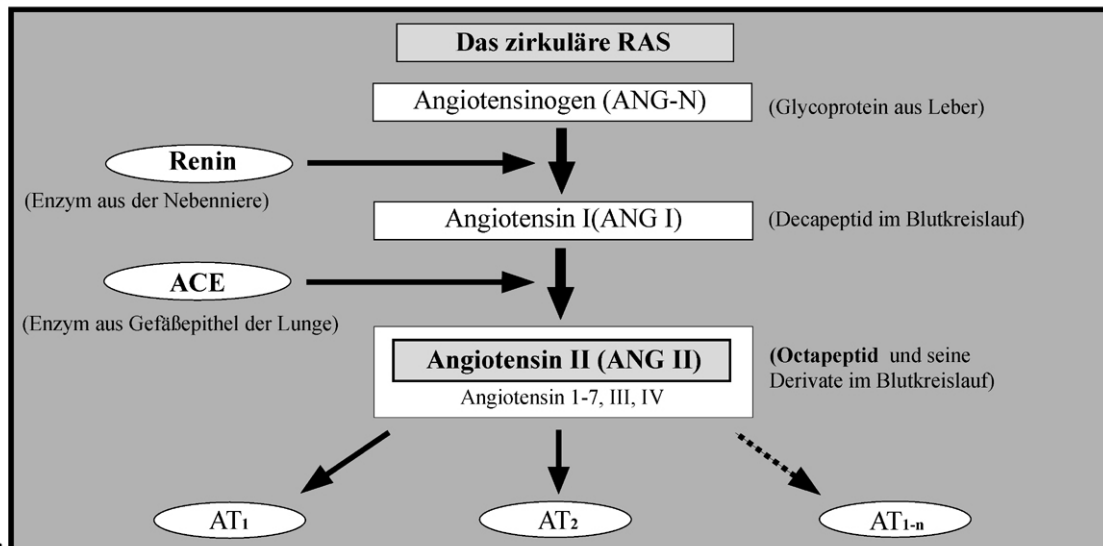 Das zirkuläre RAS
Angiotensinogen (ANG-N)
(Glycoprotein aus Leber)
Renin
(Enzym aus der Nebenniere)
Angiotensin I(ANG I)
(Decapeptid im Blutkreislauf)
ACE
(Enzym aus Gefäßepithel der Lunge)
Angiotensin II (ANG II)
Angiotensin 1-7, III, IV
(Octapeptid und seine
Derivate im Blutkreislauf)
AT1
AT2
AT1-n